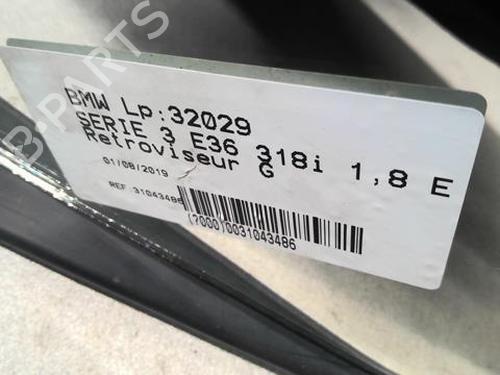 BMW Lp:32029
SERIE 3 E36 318i 1,8 E
Retroviseur G
01/08/2019
REF: 31043486
(7000)0031043486
B-PARTS